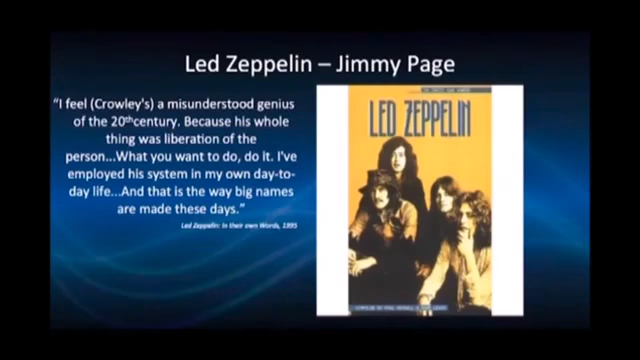 Led Zeppelin – Jimmy Page
“I feel (Crowley's) a misunderstood genius
of the 20thcentury. Because his whole
thing was liberation of the
person...What you want to do, do it. I've
employed his system in my own day-to-
day life...And that is the way big names
are made these days.”
Led Zeppelin: In their own Words, 1995
LED ZEPPELIN